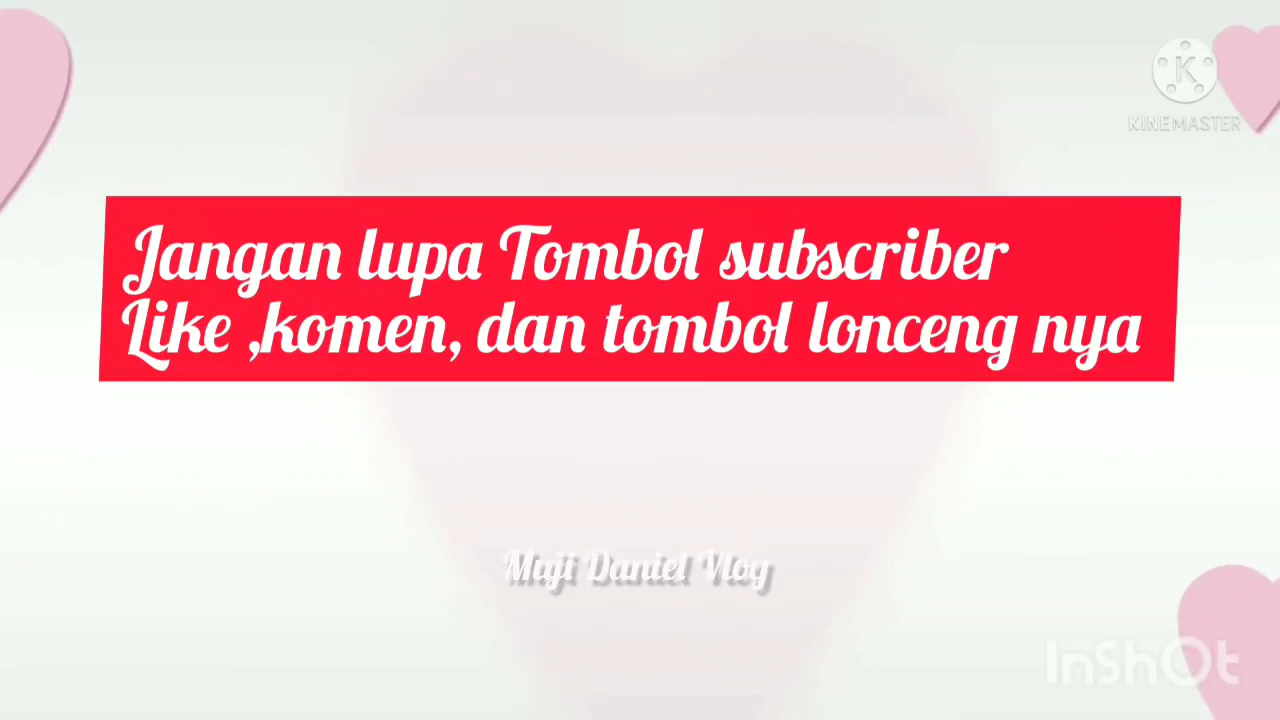 K
KINEMASTER
Jangan lupa Tombol subscriber
Like ,komen, dan tombol lonceng nya
Muji Daniel Vlog
InShOt